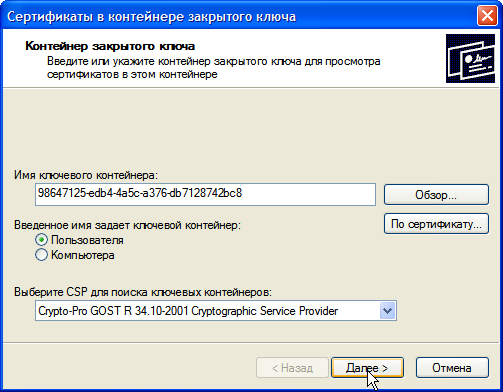 Сертификаты в контейнере закрытого ключа
Контейнер закрытого ключа
Введите или укажите контейнер закрытого ключа для просмотра
сертификатов в этом контейнере
Имя ключевого контейнера:
98647125-edb4-4a5c-a376-db7128742bc8
Обзор...
Введенное имя задает ключевой контейнер:
По сертификату...
Пользователя
Компьютера
Выберите CSP для поиска ключевых контейнеров:
Crypto-Pro GOST R 34.10-2001 Cryptographic Service Provider
< Назад
Далее >
Отмена